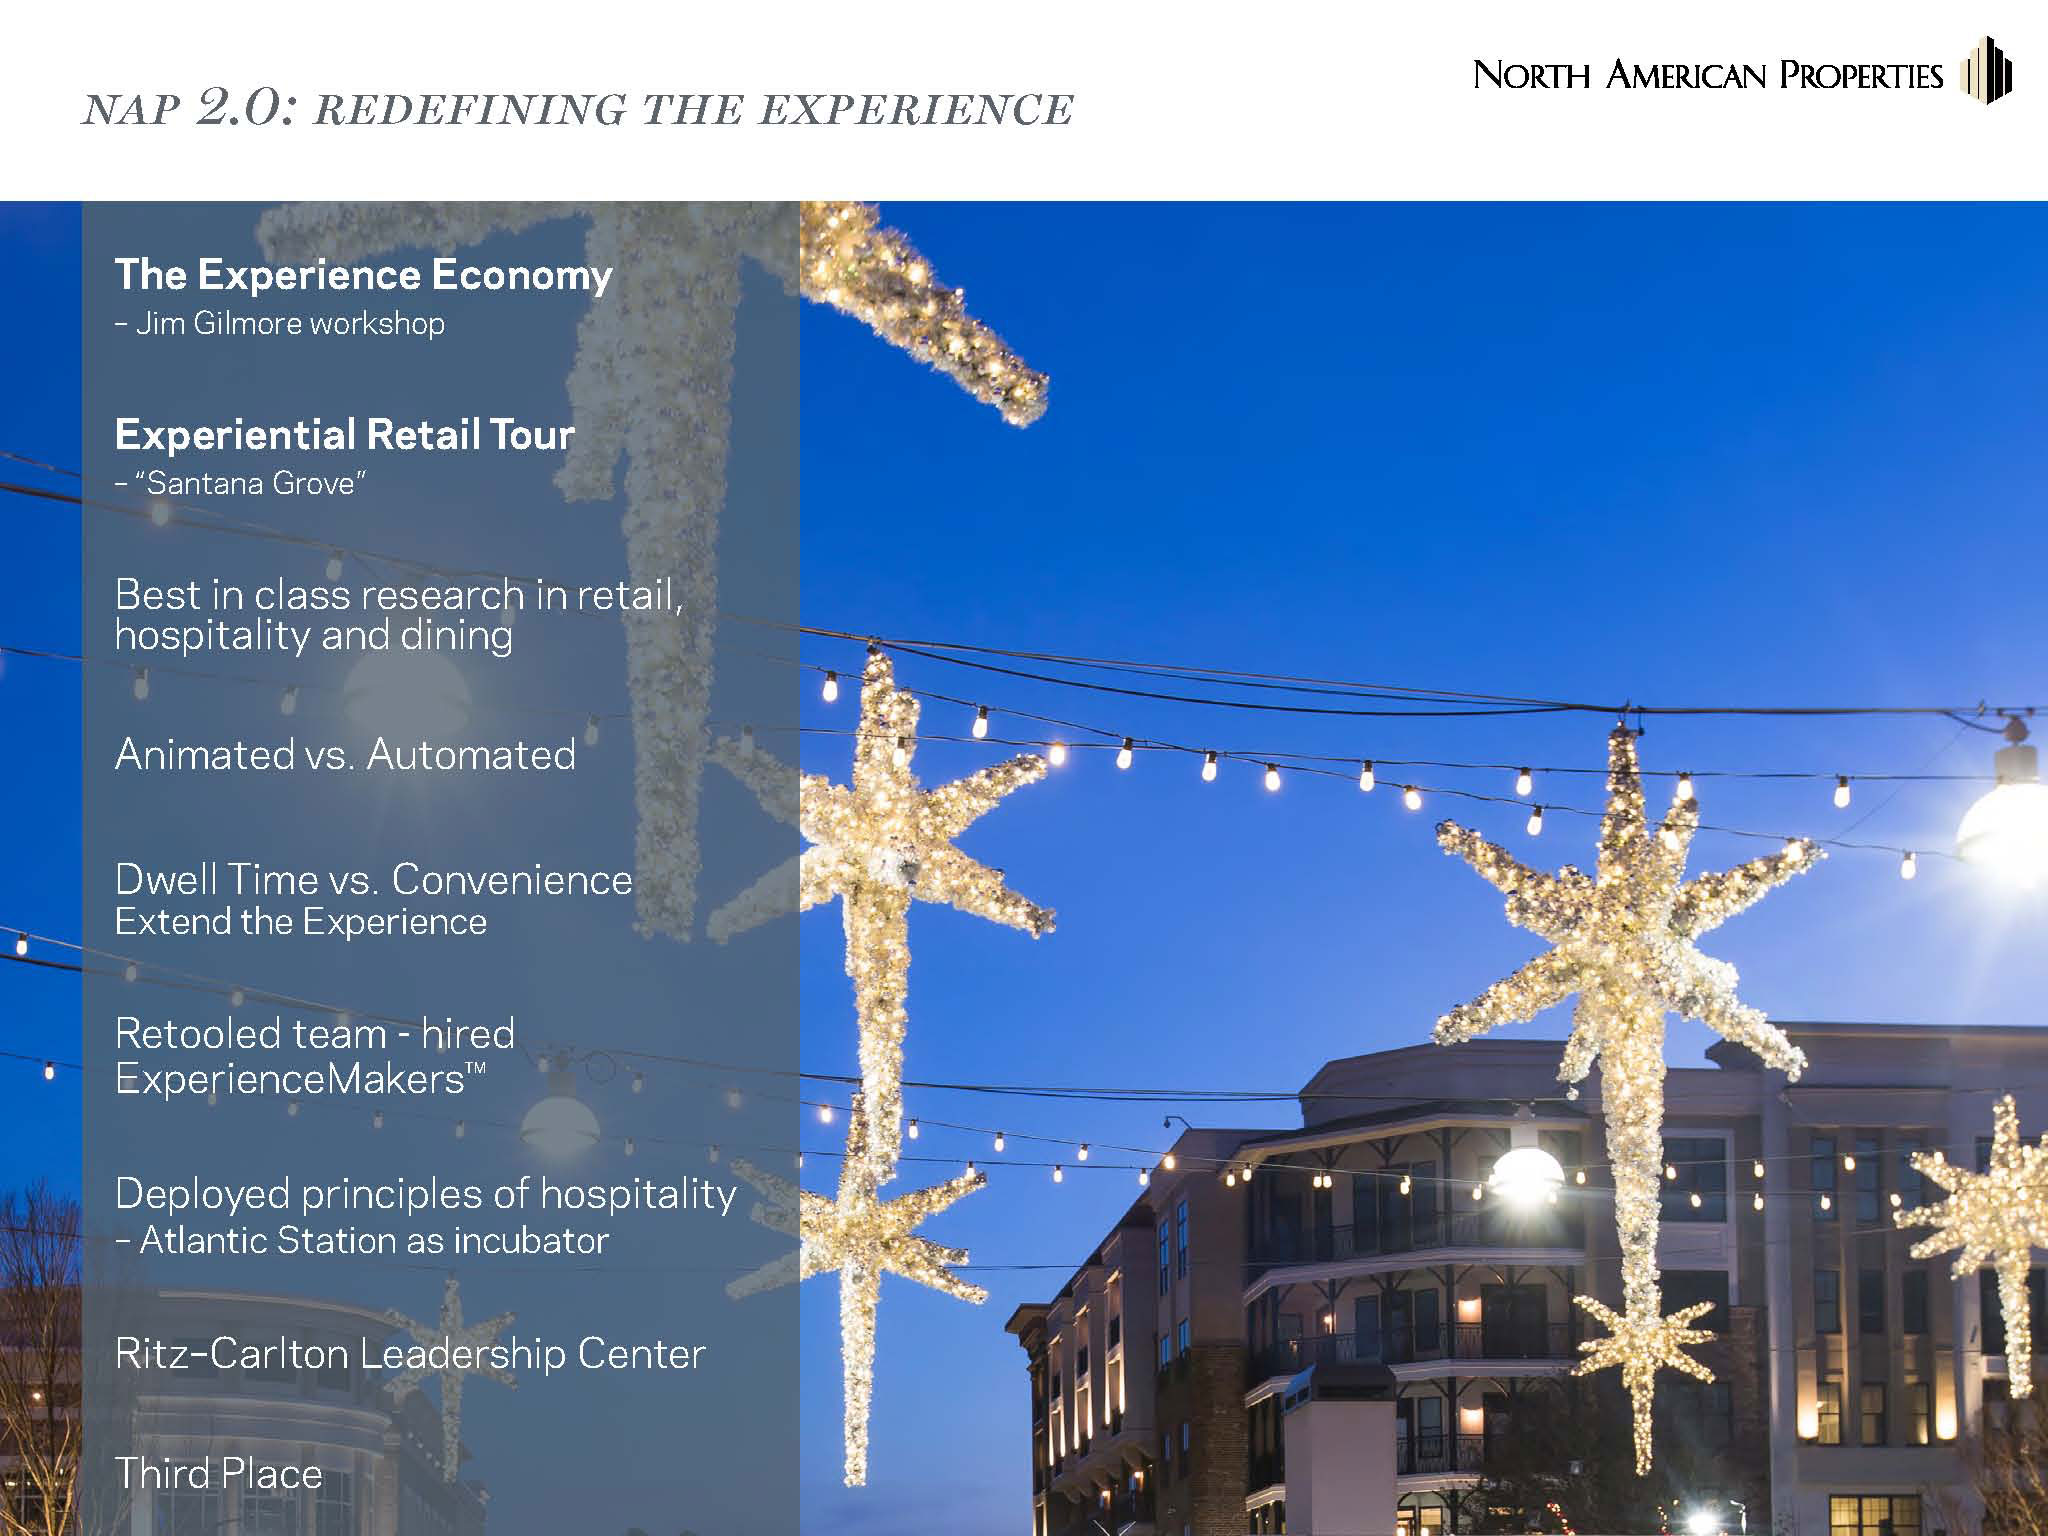 NAP 2.0: REDEFINING THE EXPERIENCE
NORTH AMERICAN PROPERTIES
The Experience Economy
– Jim Gilmore workshop
Experiential Retail Tour
– “Santana Grove”
Best in class research in retail,
hospitality and dining
Animated vs. Automated
Dwell Time vs. Convenience
Extend the Experience
Retooled team - hired
ExperienceMakers™
Deployed principles of hospitality
– Atlantic Station as incubator
Ritz–Carlton Leadership Center
Third Place